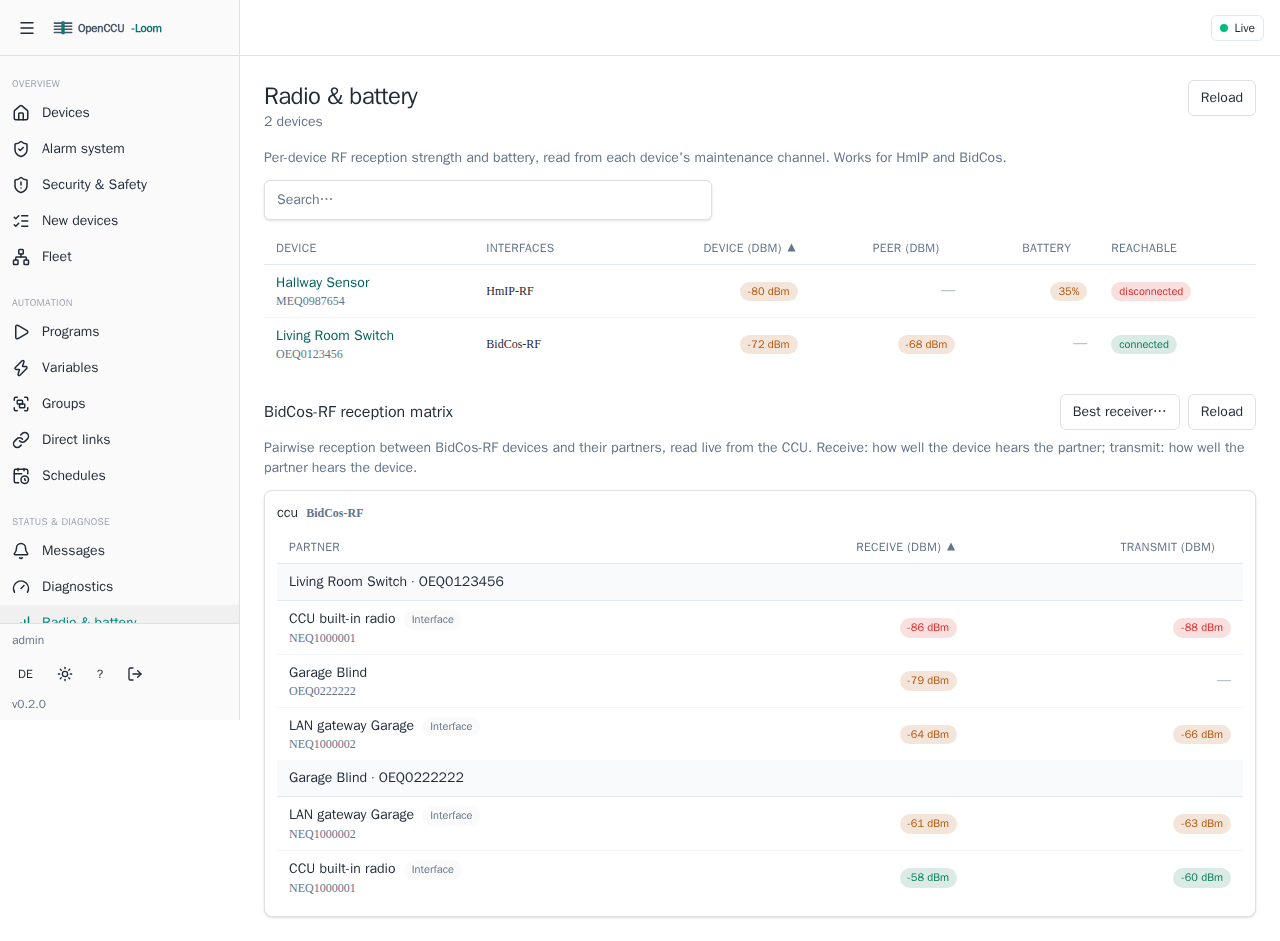 OpenCCU -Loom
Live
OVERVIEW
Devices
Alarm system
Security & Safety
New devices
Fleet
AUTOMATION
Programs
Variables
Groups
Direct links
Schedules
STATUS & DIAGNOSE
Messages
Diagnostics
Radio & battery
admin
DE ?
v0.2.0
Radio & battery
Reload
2 devices
Per-device RF reception strength and battery, read from each device's maintenance channel. Works for HmIP and BidCos.
Search…
DEVICE INTERFACES DEVICE (DBM) ▲ PEER (DBM) BATTERY REACHABLE
Hallway Sensor
MEQ0987654 HmIP-RF -80 dBm — 35% disconnected
Living Room Switch
OEQ0123456 BidCos-RF -72 dBm -68 dBm — connected
BidCos-RF reception matrix Best receiver… Reload
Pairwise reception between BidCos-RF devices and their partners, read live from the CCU. Receive: how well the device hears the partner; transmit: how well the
partner hears the device.
ccu BidCos-RF
PARTNER RECEIVE (DBM) ▲ TRANSMIT (DBM)
Living Room Switch · OEQ0123456
CCU built-in radio Interface
NEQ1000001 -86 dBm -88 dBm
Garage Blind
OEQ0222222 -79 dBm —
LAN gateway Garage Interface
NEQ1000002 -64 dBm -66 dBm
Garage Blind · OEQ0222222
LAN gateway Garage Interface
NEQ1000002 -61 dBm -63 dBm
CCU built-in radio Interface
NEQ1000001 -58 dBm -60 dBm